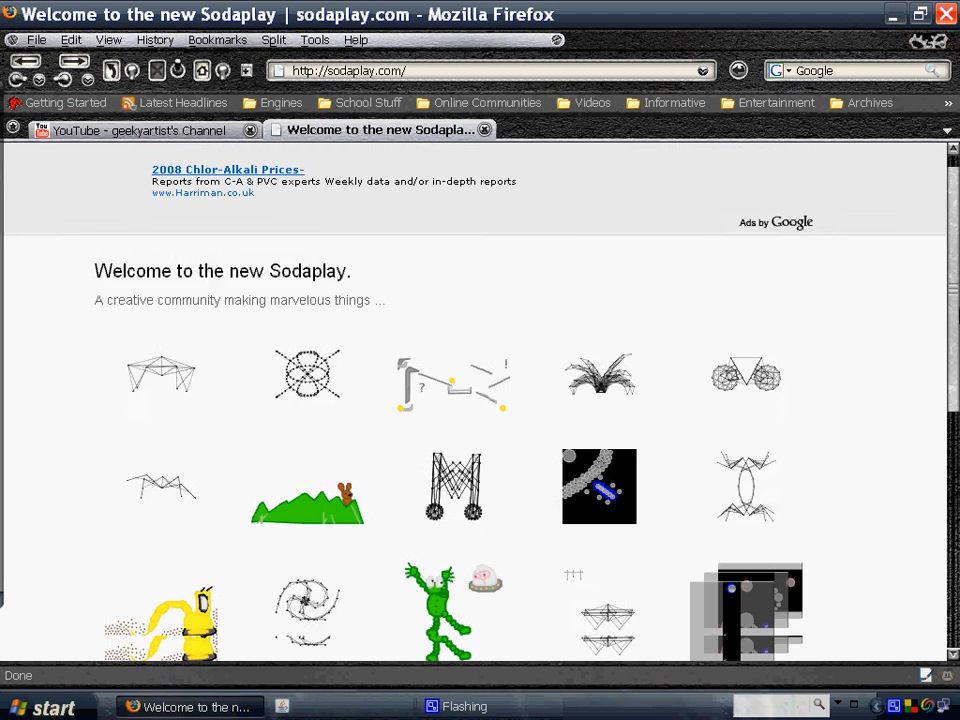 Welcome to the new Sodaplay | sodaplay.com - Mozilla Firefox
File Edit View History Bookmarks Split Tools Help
http://sodaplay.com/
G Google
Getting Started Latest Headlines Engines School Stuff Online Communities Videos Informative Entertainment Archives »
You Tube YouTube - geekyartist's Channel Welcome to the new Sodapla...
2008 Chlor-Alkali Prices-
Reports from C-A & PVC experts Weekly data and/or in-depth reports
www.Harriman.co.uk
Ads by Google
Welcome to the new Sodaplay.
A creative community making marvelous things ...
? !
Done
start Welcome to the n... Flashing